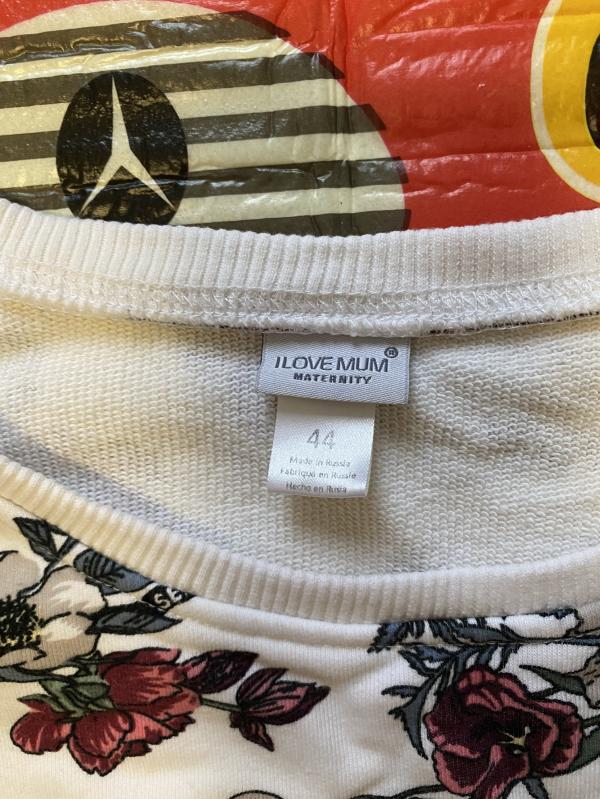 I LOVE MUM®
MATERNITY
44
Made in Russia
Fabriqué en Russie
Hecho en Rusia